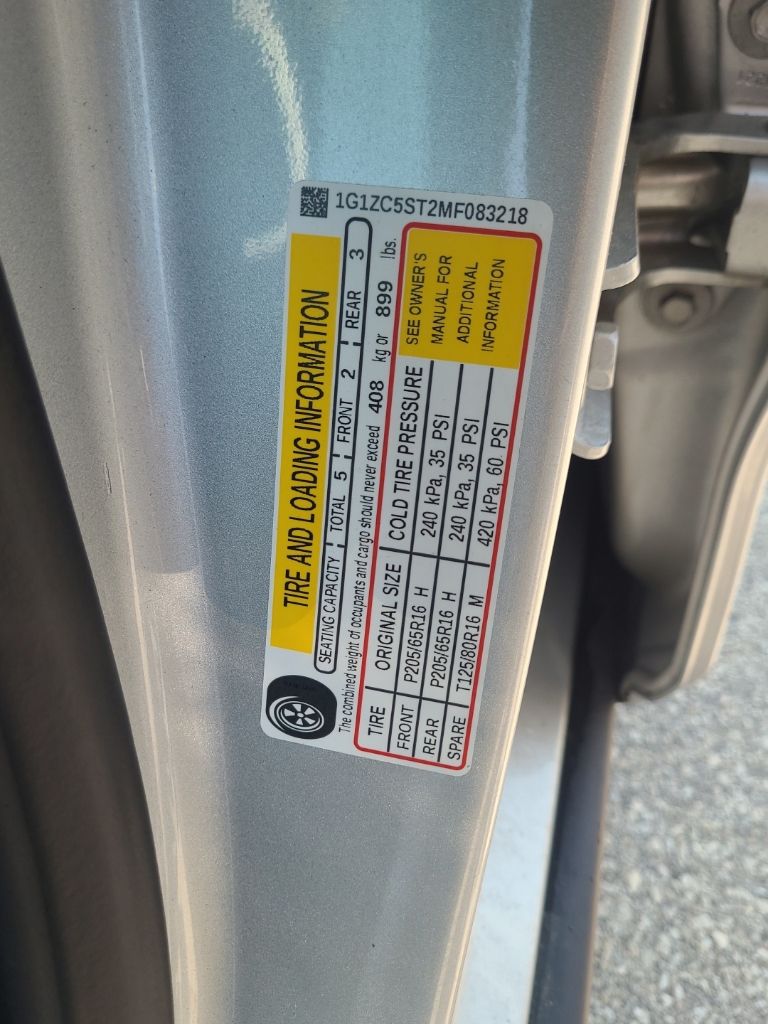 1G1ZC5ST2MF083218
TIRE AND LOADING INFORMATION
SEATING CAPACITY TOTAL 5 FRONT 2 REAR 3
The combined weight of occupants and cargo should never exceed 408 kg or 899 lbs.
TIRE ORIGINAL SIZE COLD TIRE PRESSURE SEE OWNER'S
FRONT P205/65R16 H 240 kPa, 35 PSI MANUAL FOR
REAR P205/65R16 H 240 kPa, 35 PSI ADDITIONAL
SPARE T125/80R16 M 420 kPa, 60 PSI INFORMATION